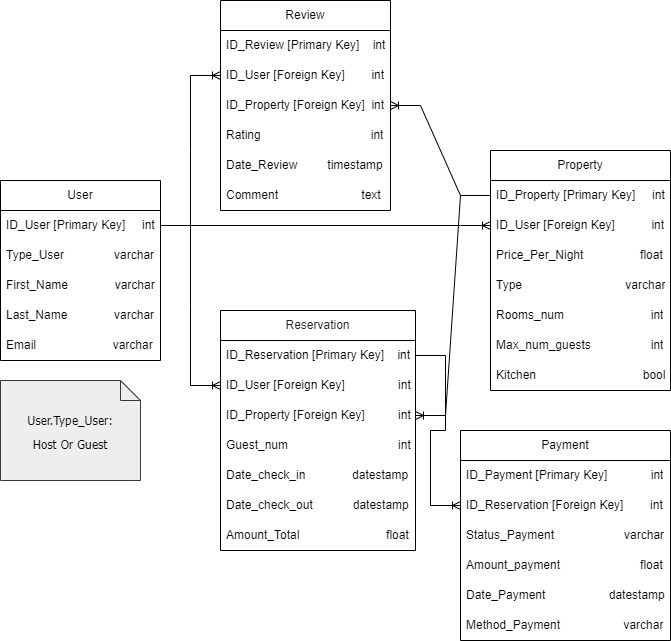 Review
ID_Review [Primary Key] int
ID_User [Foreign Key] int
ID_Property [Foreign Key] int
Rating int
Date_Review timestamp
Comment text
Property
ID_Property [Primary Key] int
ID_User [Foreign Key] int
Price_Per_Night float
Type varchar
Rooms_num int
Max_num_guests int
Kitchen bool
User
ID_User [Primary Key] int
Type_User varchar
First_Name varchar
Last_Name varchar
Email varchar
User.Type_User:
Host Or Guest
Reservation
ID_Reservation [Primary Key] int
ID_User [Foreign Key] int
ID_Property [Foreign Key] int
Guest_num int
Date_check_in datestamp
Date_check_out datestamp
Amount_Total float
Payment
ID_Payment [Primary Key] int
ID_Reservation [Foreign Key] int
Status_Payment varchar
Amount_payment float
Date_Payment datestamp
Method_Payment varchar